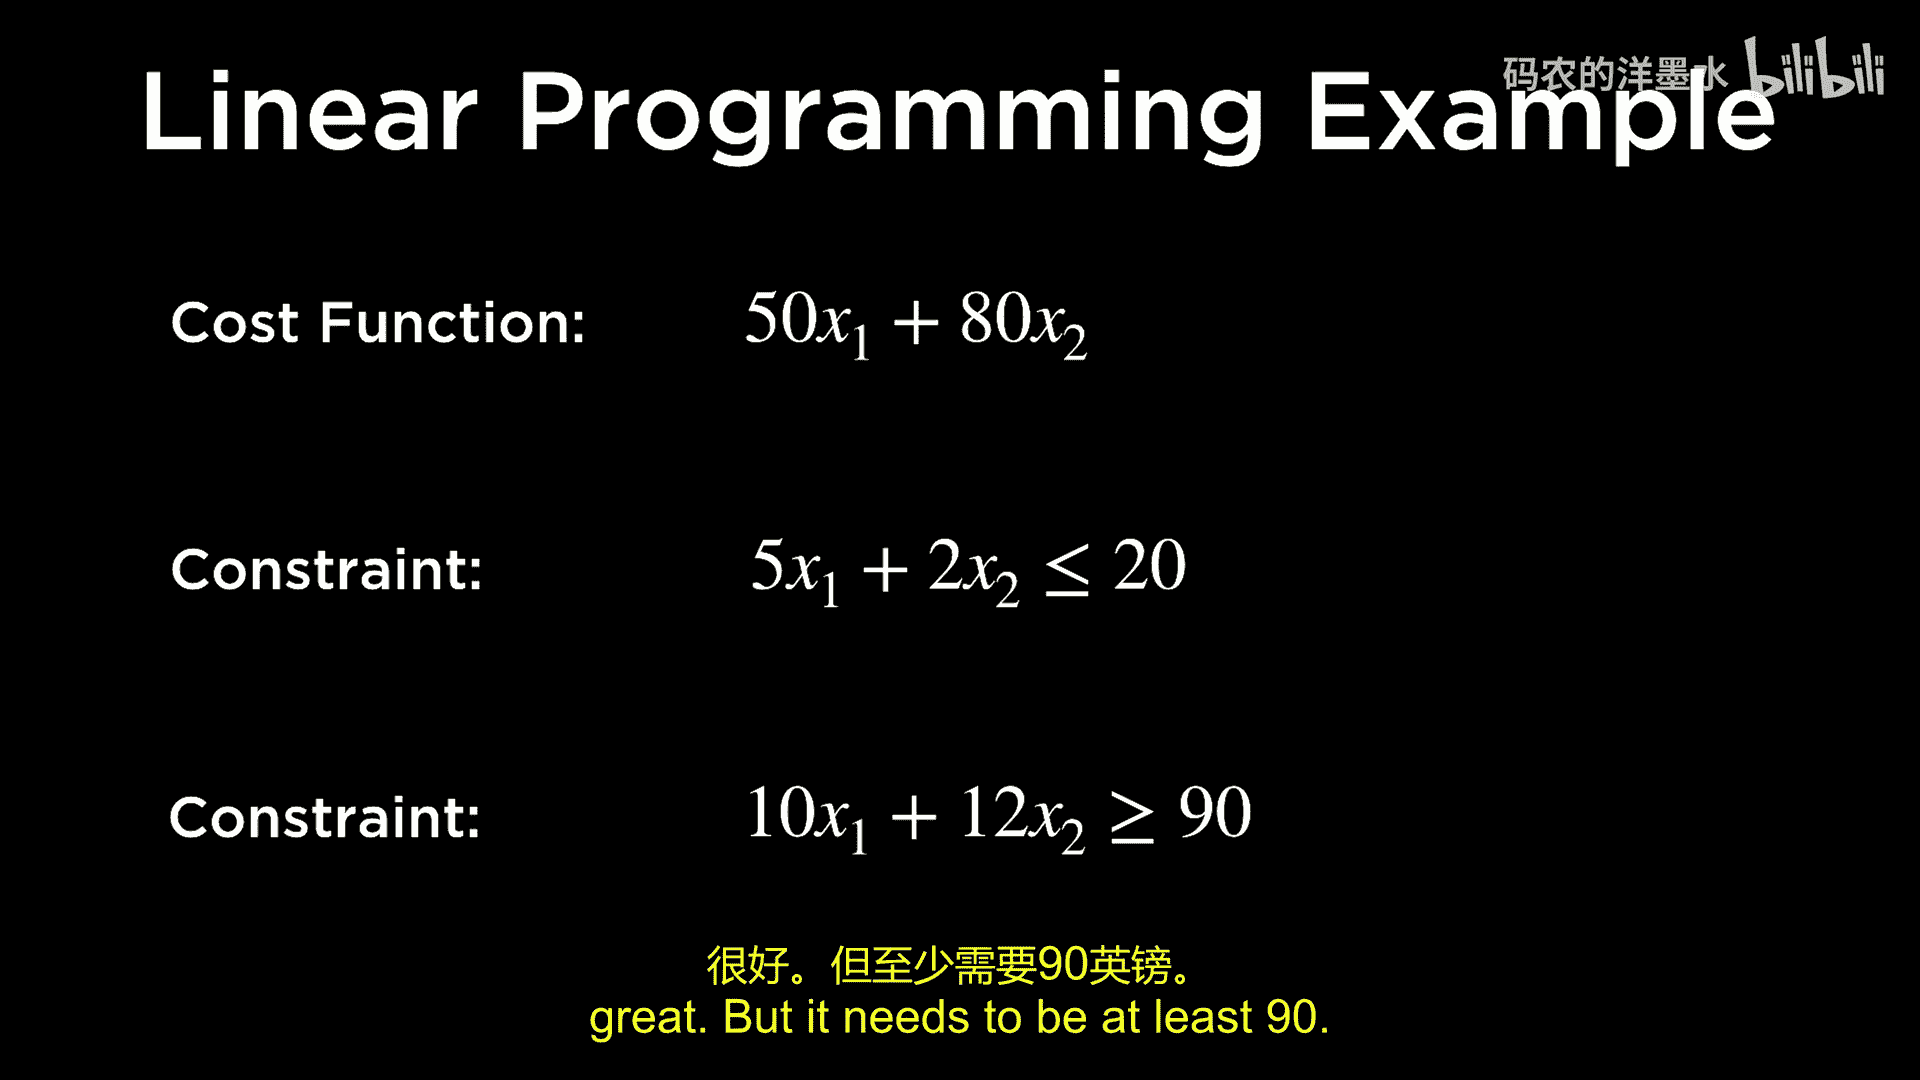 码农的洋墨水 bilibili
Linear Programming Example
Cost Function: 50x₁ + 80x₂
Constraint: 5x₁ + 2x₂ ≤ 20
Constraint: 10x₁ + 12x₂ ≥ 90
很好。但至少需要90英镑。
great. But it needs to be at least 90.